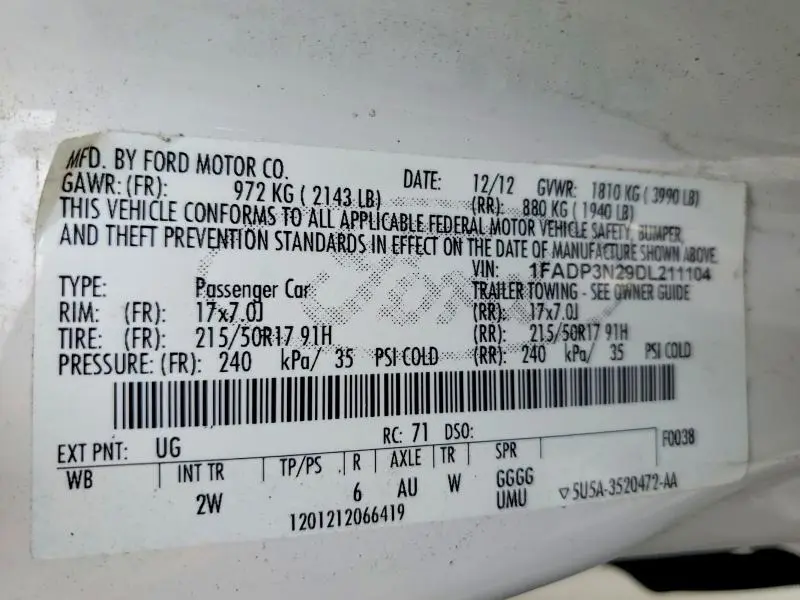 MFD. BY FORD MOTOR CO.
DATE: 12/12 GVWR: 1810 KG ( 3990 LB)
GAWR: (FR): 972 KG ( 2143 LB) (RR): 880 KG ( 1940 LB)
THIS VEHICLE CONFORMS TO ALL APPLICABLE FEDERAL MOTOR VEHICLE SAFETY, BUMPER,
AND THEFT PREVENTION STANDARDS IN EFFECT ON THE DATE OF MANUFACTURE SHOWN ABOVE.
VIN: 1FADP3N29DL211104
TYPE: Passenger Car TRAILER TOWING - SEE OWNER GUIDE
RIM: (FR): 17x7.0J (RR): 17x7.0J
TIRE: (FR): 215/50R17 91H (RR): 215/50R17 91H
PRESSURE: (FR): 240 kPa/ 35 PSI COLD (RR): 240 kPa/ 35 PSI COLD
EXT PNT: UG RC: 71 DSO: F0038
WB INT TR TP/PS R AXLE TR SPR
2W 6 AU W GGGG
UMU
1201212066419 ▽5U5A-3520472-AA